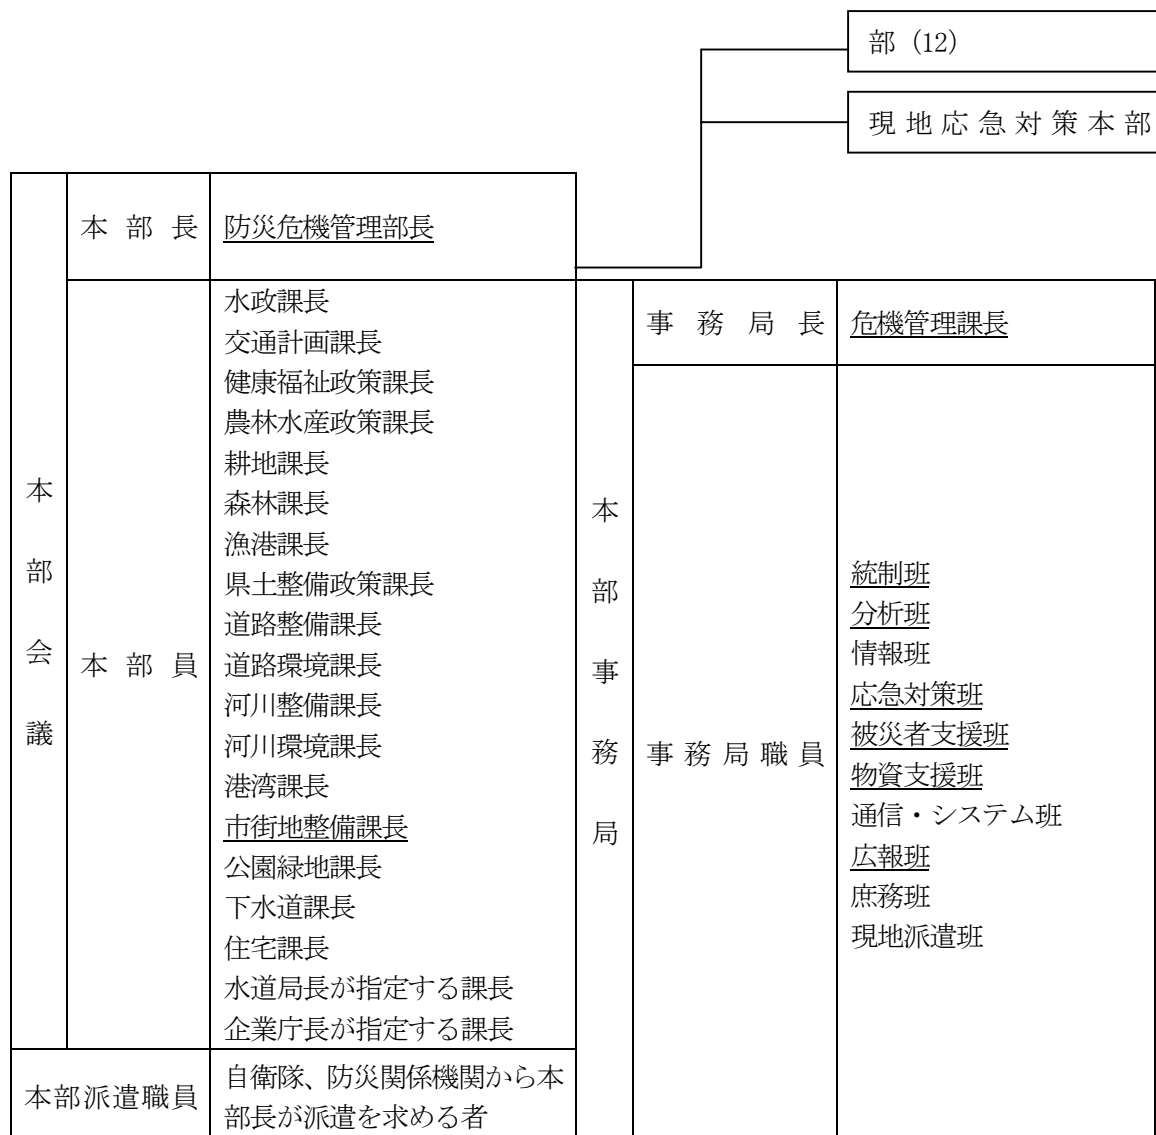 部（12）
現地応急対策本部
本部会議
本部長
防災危機管理部長
本部員
水政課長
交通計画課長
健康福祉政策課長
農林水産政策課長
耕地課長
森林課長
漁港課長
県土整備政策課長
道路整備課長
道路環境課長
河川整備課長
河川環境課長
港湾課長
市街地整備課長
公園緑地課長
下水道課長
住宅課長
水道局長が指定する課長
企業庁長が指定する課長
本部派遣職員
自衛隊、防災関係機関から本
部長が派遣を求める者
本部事務局
事務局長
危機管理課長
事務局職員
統制班
分析班
情報班
応急対策班
被災者支援班
物資支援班
通信・システム班
広報班
庶務班
現地派遣班